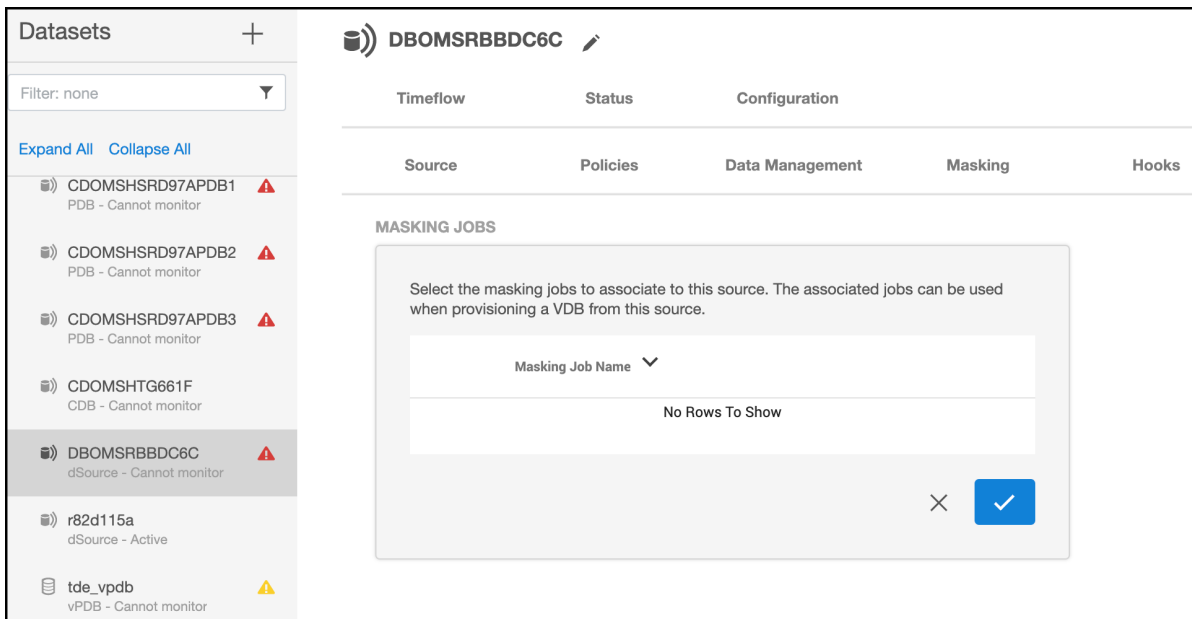 Datasets
Filter: none
Expand All Collapse All
CDOMSHSRD97APDB1
PDB - Cannot monitor
CDOMSHSRD97APDB2
PDB - Cannot monitor
CDOMSHSRD97APDB3
PDB - Cannot monitor
CDOMSHTG661F
CDB - Cannot monitor
DBOMSRBBDC6C
dSource - Cannot monitor
r82d115a
dSource - Active
tde_vpdb
vPDB - Cannot monitor
DBOMSRBBDC6C
Timeflow Status Configuration
Source Policies Data Management Masking Hooks
MASKING JOBS
Select the masking jobs to associate to this source. The associated jobs can be used
when provisioning a VDB from this source.
Masking Job Name
No Rows To Show